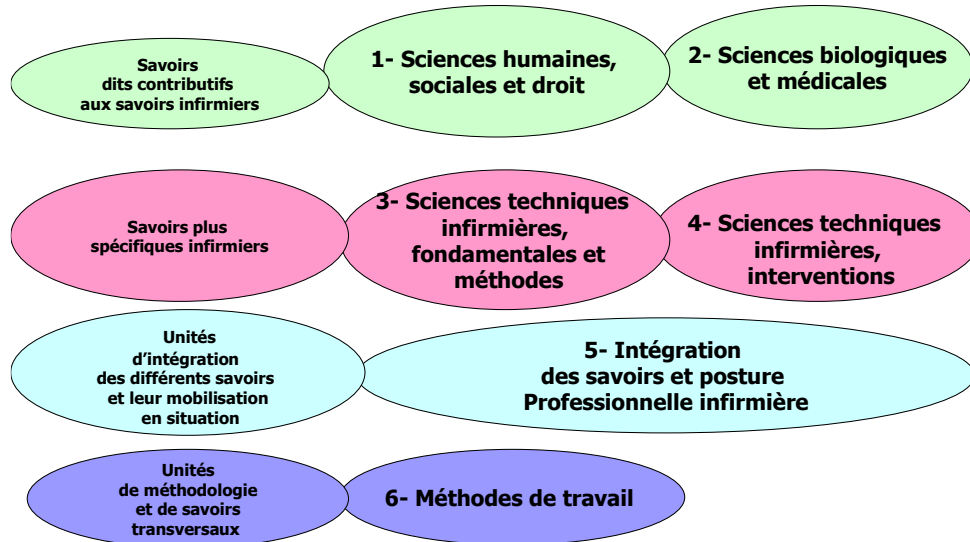 Savoirs
dits contributifs
aux savoirs infirmiers
1- Sciences humaines,
sociales et droit
2- Sciences biologiques
et médicales
Savoirs plus
spécifiques infirmiers
3- Sciences techniques
infirmières,
fondamentales et
méthodes
4- Sciences techniques
infirmières,
interventions
Unités
d'intégration
des différents savoirs
et leur mobilisation
en situation
5- Intégration
des savoirs et posture
Professionnelle infirmière
Unités
de méthodologie
et de savoirs
transversaux
6- Méthodes de travail